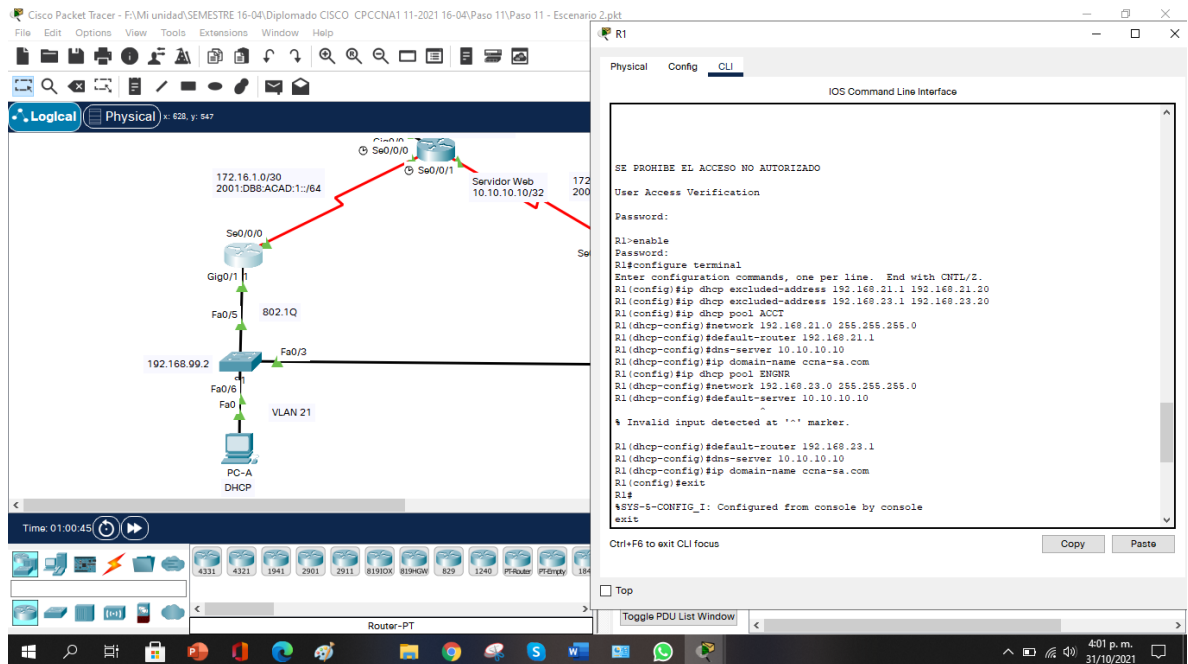 Cisco Packet Tracer - F:\Mi unidad\SEMESTRE 16-04\Diplomado CISCO CPCCNA1 11-2021 16-04\Paso 11\Paso 11 - Escenario 2.pkt
File Edit Options View Tools Extensions Window Help
Logical
Physical
x: 628, y: 547
Se0/0/0
Se0/0/1
172.16.1.0/30
2001:DB8:ACAD:1::/64
Servidor Web
10.10.10.10/32
172
200
Se0/0/0
Gig0/1
Fa0/5
802.1Q
Fa0/3
192.168.99.2
Fa0/6
Fa0
VLAN 21
PC-A
DHCP
Time: 01:00:45
4331
4321
1941
2901
2911
819IOX
819HGW
829
1240
PT-Router
PT-Empty
184
Router-PT
R1
Physical
Config
CLI
IOS Command Line Interface
SE PROHIBE EL ACCESO NO AUTORIZADO
User Access Verification
Password:
R1>enable
Password:
R1#configure terminal
Enter configuration commands, one per line. End with CNTL/Z.
R1(config)#ip dhcp excluded-address 192.168.21.1 192.168.21.20
R1(config)#ip dhcp excluded-address 192.168.23.1 192.168.23.20
R1(config)#ip dhcp pool ACCT
R1(dhcp-config)#network 192.168.21.0 255.255.255.0
R1(dhcp-config)#default-router 192.168.21.1
R1(dhcp-config)#dns-server 10.10.10.10
R1(dhcp-config)#ip domain-name ccna-sa.com
R1(config)#ip dhcp pool ENGNR
R1(dhcp-config)#network 192.168.23.0 255.255.255.0
R1(dhcp-config)#default-server 10.10.10.10
^
% Invalid input detected at '^' marker.
R1(dhcp-config)#default-router 192.168.23.1
R1(dhcp-config)#dns-server 10.10.10.10
R1(dhcp-config)#ip domain-name ccna-sa.com
R1(config)#exit
R1#
%SYS-5-CONFIG_I: Configured from console by console
exit
Ctrl+F6 to exit CLI focus
Copy
Paste
Top
Toggle PDU List Window
4:01 p. m.
31/10/2021